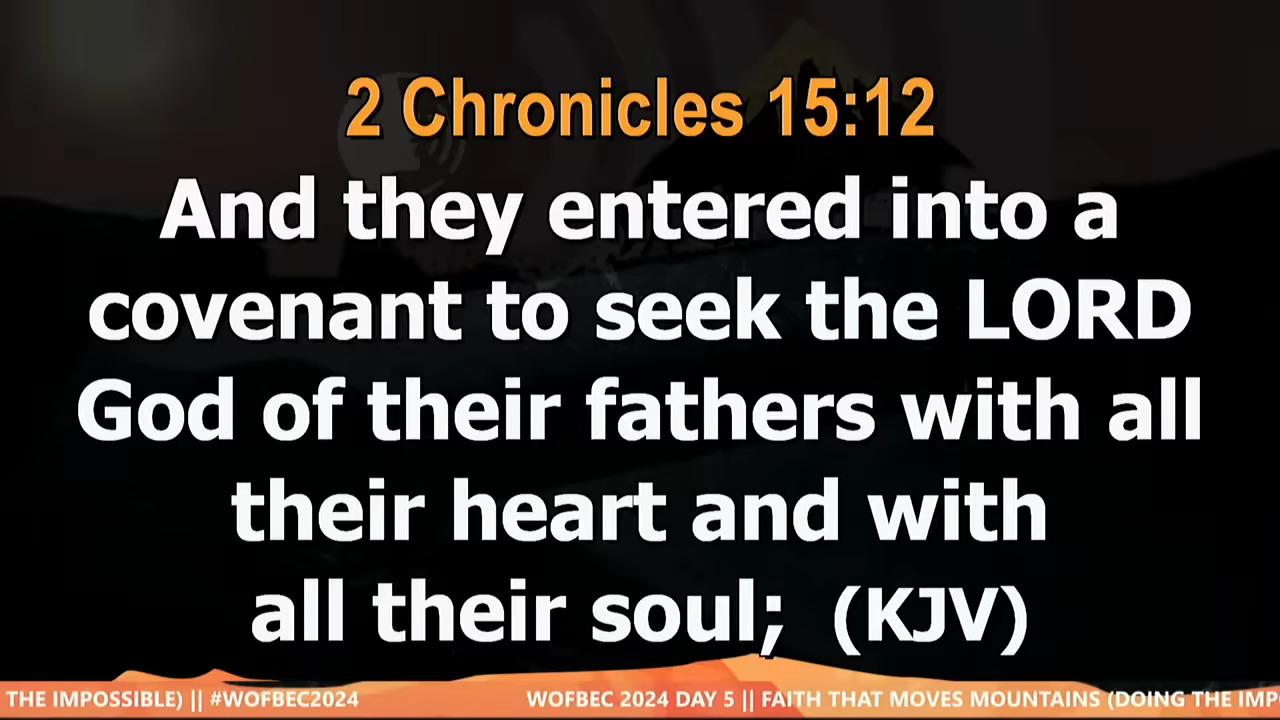 2 Chronicles 15:12
And they entered into a
covenant to seek the LORD
God of their fathers with all
their heart and with
all their soul; (KJV)
THE IMPOSSIBLE) || #WOFBEC2024 WOFBEC 2024 DAY 5 || FAITH THAT MOVES MOUNTAINS (DOING THE